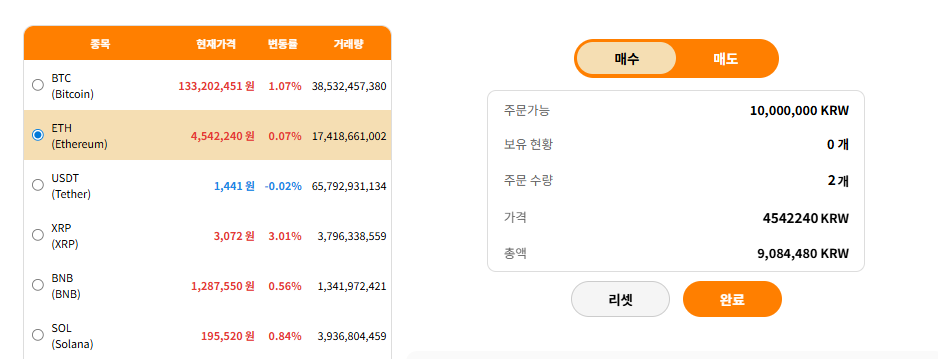 종목 현재가격 변동률 거래량
BTC
(Bitcoin)
133,202,451 원 1.07% 38,532,457,380
ETH
(Ethereum)
4,542,240 원 0.07% 17,418,661,002
USDT
(Tether)
1,441 원 -0.02% 65,792,931,134
XRP
(XRP)
3,072 원 3.01% 3,796,338,559
BNB
(BNB)
1,287,550 원 0.56% 1,341,972,421
SOL
(Solana)
195,520 원 0.84% 3,936,804,459
매수 매도
주문가능 10,000,000 KRW
보유 현황 0 개
주문 수량 2 개
가격 4542240 KRW
총액 9,084,480 KRW
리셋 완료